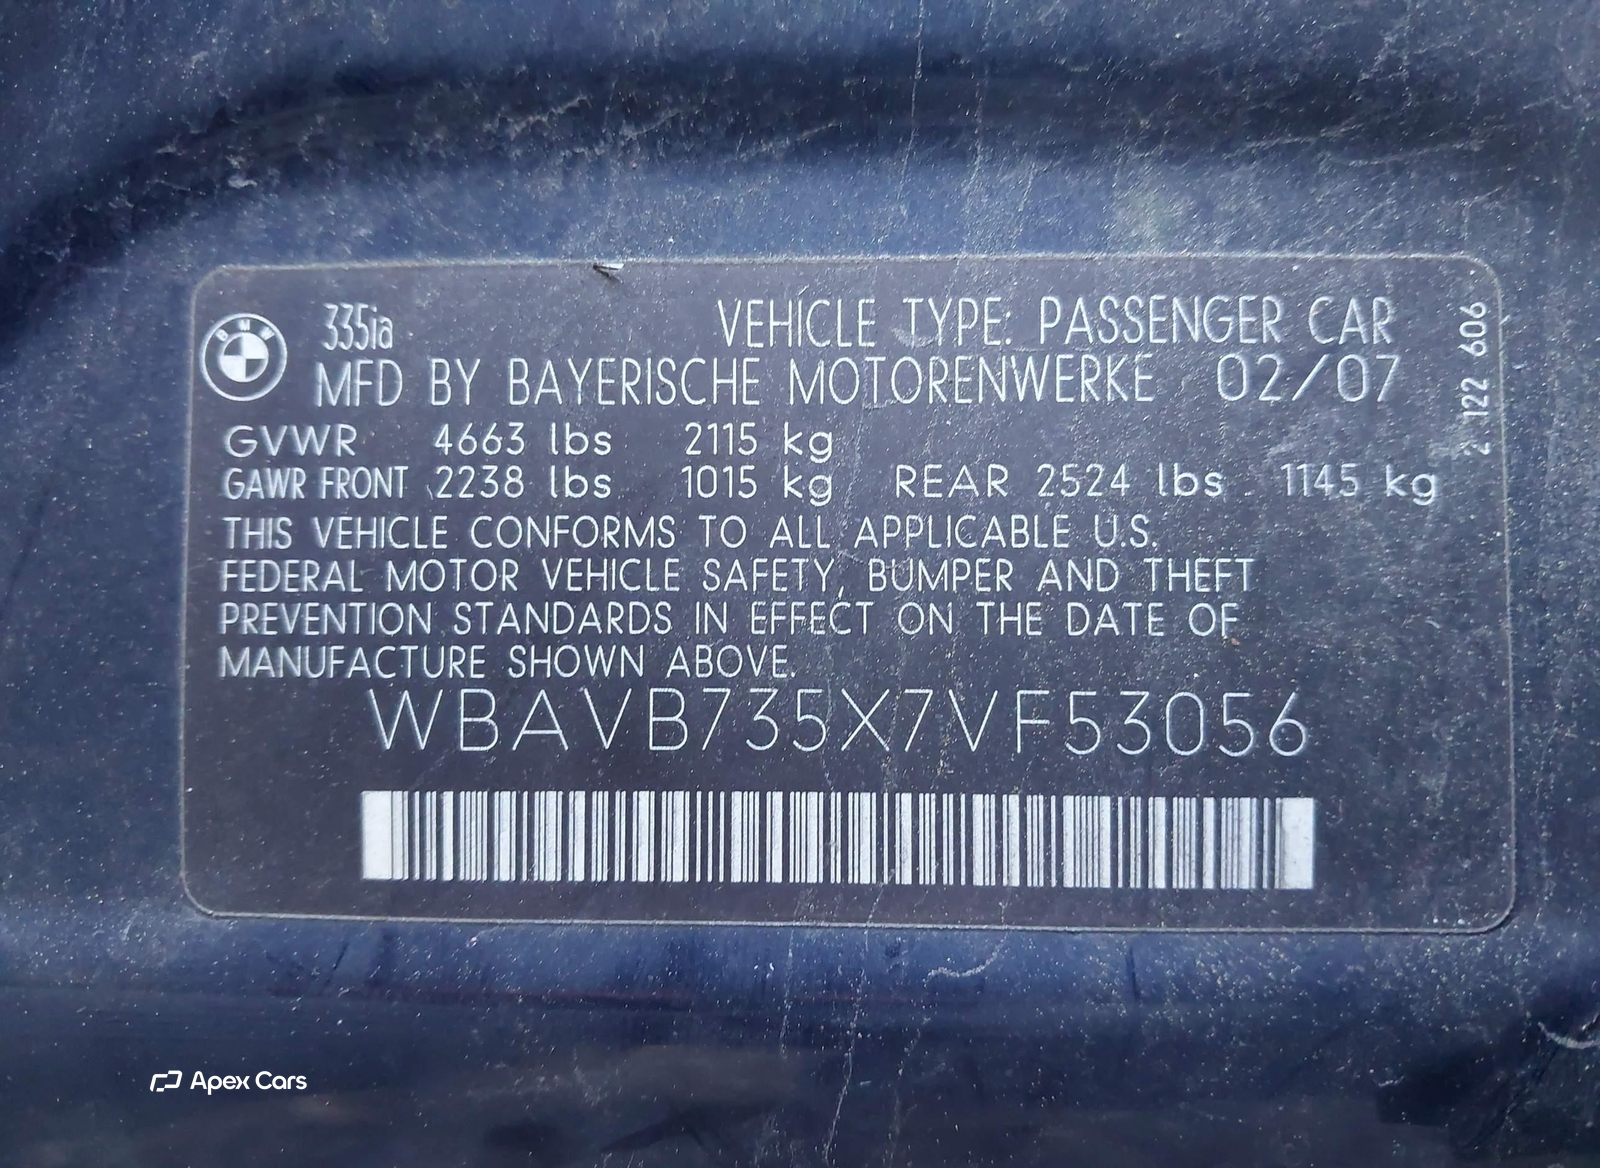 BMW
335ia
VEHICLE TYPE: PASSENGER CAR
MFD BY BAYERISCHE MOTORENWERKE 02/07
GVWR 4663 lbs 2115 kg
GAWR FRONT 2238 lbs 1015 kg REAR 2524 lbs 1145 kg
THIS VEHICLE CONFORMS TO ALL APPLICABLE U.S.
FEDERAL MOTOR VEHICLE SAFETY, BUMPER AND THEFT
PREVENTION STANDARDS IN EFFECT ON THE DATE OF
MANUFACTURE SHOWN ABOVE.
WBAVB735X7VF53056
2 122 606
Apex Cars